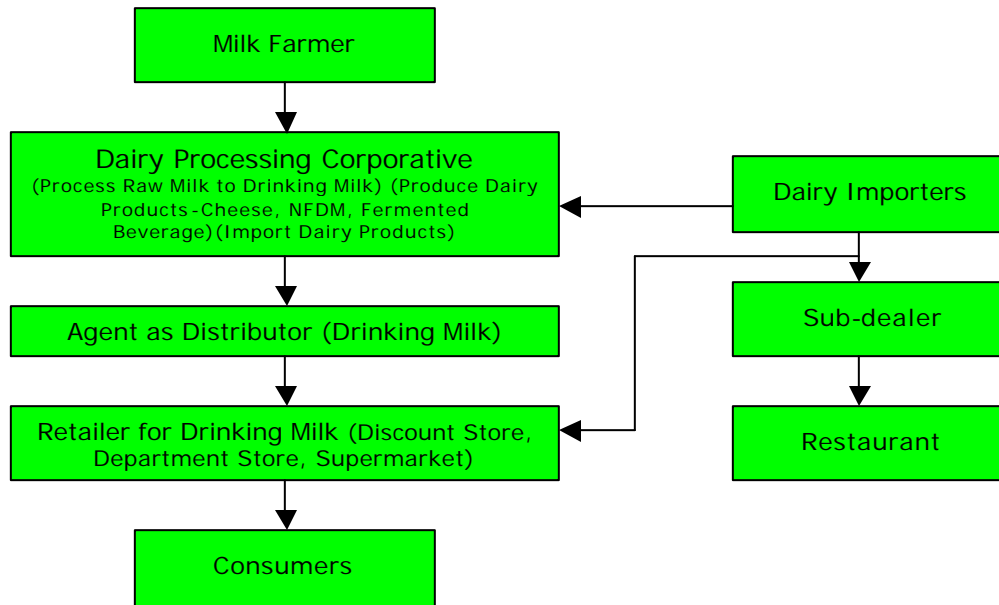 Milk Farmer
Dairy Processing Corporative
(Process Raw Milk to Drinking Milk) (Produce Dairy
Products-Cheese, NFDM, Fermented
Beverage)(Import Dairy Products)
Dairy Importers
Agent as Distributor (Drinking Milk)
Sub-dealer
Retailer for Drinking Milk (Discount Store,
Department Store, Supermarket)
Restaurant
Consumers